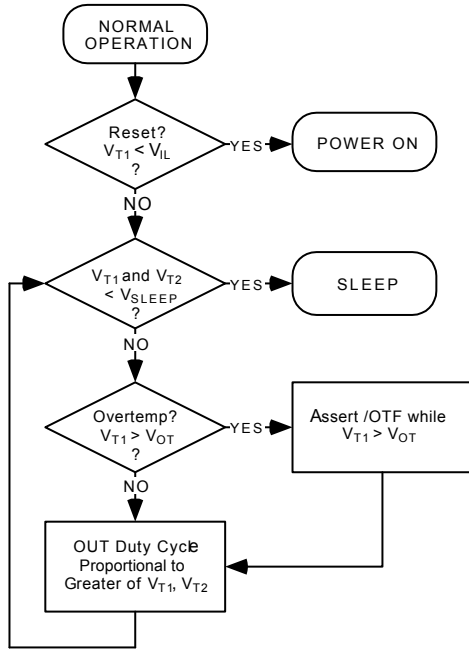 NORMAL
OPERATION
Reset?
VT1 < VIL
?
YES
POWER ON
NO
VT1 and VT2
< VSLEEP
?
YES
SLEEP
NO
Overtemp?
VT1 > VOT
?
YES
Assert /OTF while
VT1 > VOT
NO
OUT Duty Cycle
Proportional to
Greater of VT1, VT2